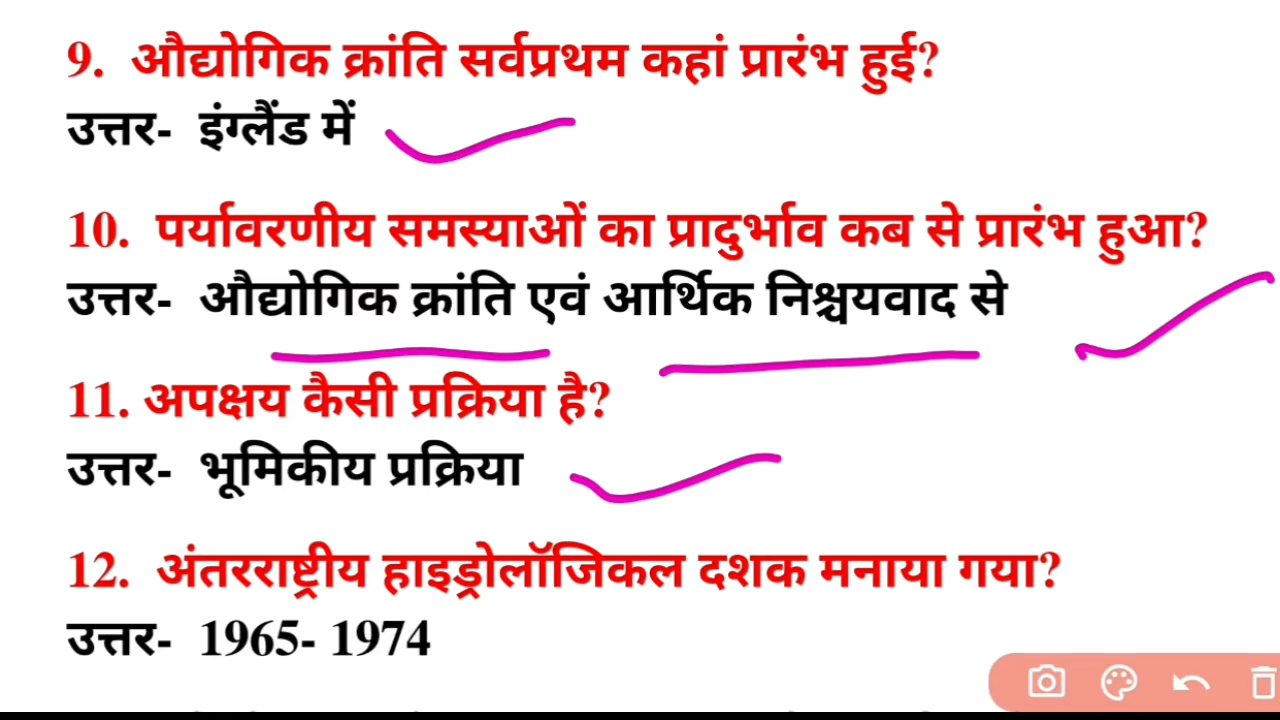 9. औद्योगिक क्रांति सर्वप्रथम कहां प्रारंभ हुई?
उत्तर- इंग्लैंड में
10. पर्यावरणीय समस्याओं का प्रादुर्भाव कब से प्रारंभ हुआ?
उत्तर- औद्योगिक क्रांति एवं आर्थिक निश्चयवाद से
11. अपक्षय कैसी प्रक्रिया है?
उत्तर- भूमिकीय प्रक्रिया
12. अंतरराष्ट्रीय हाइड्रोलॉजिकल दशक मनाया गया?
उत्तर- 1965- 1974